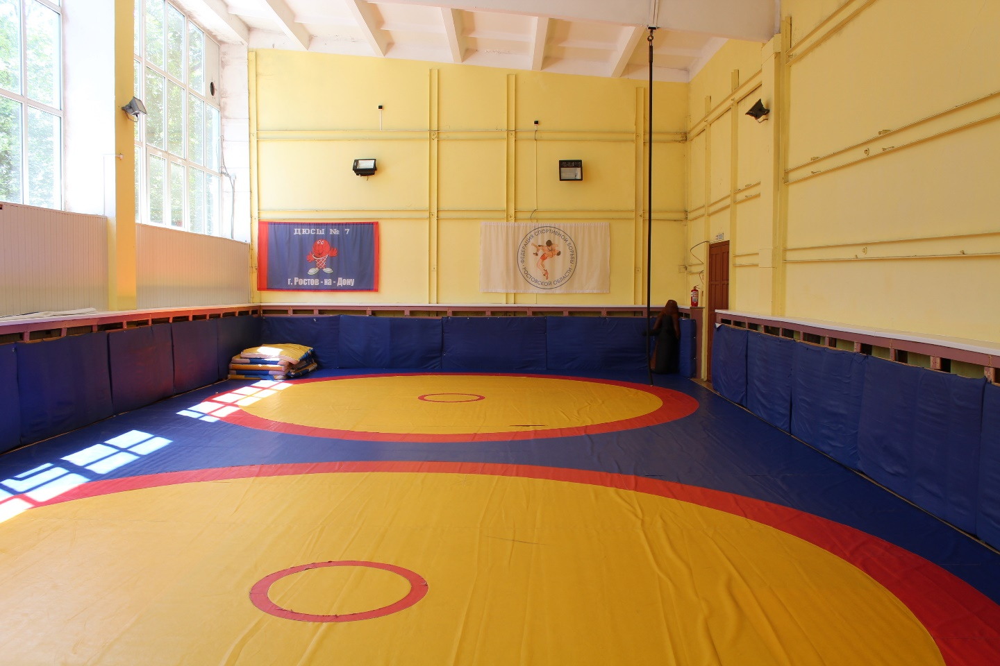 ДЮСШ № 7
г. Ростов - на - Дону
ФЕДЕРАЦИЯ СПОРТИВНОЙ БОРЬБЫ
РОСТОВСКОЙ ОБЛАСТИ